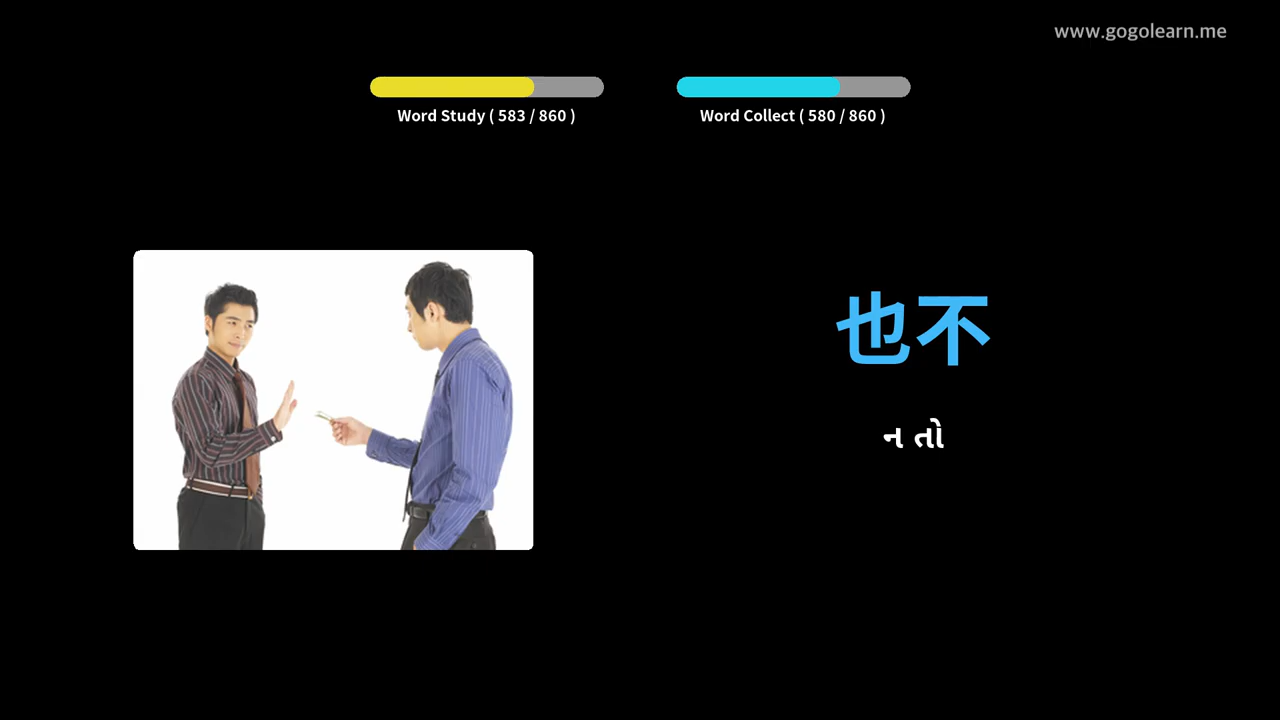 www.gogolearn.me
Word Study ( 583 / 860 )
Word Collect ( 580 / 860 )
也不
ન તો